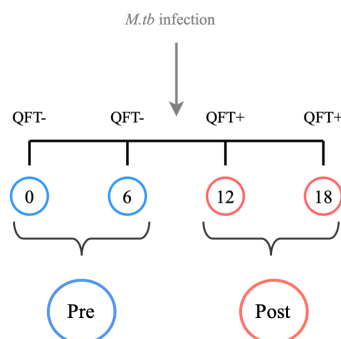 M.tb infection
QFT- QFT- QFT+ QFT+
0 6 12 18
Pre Post